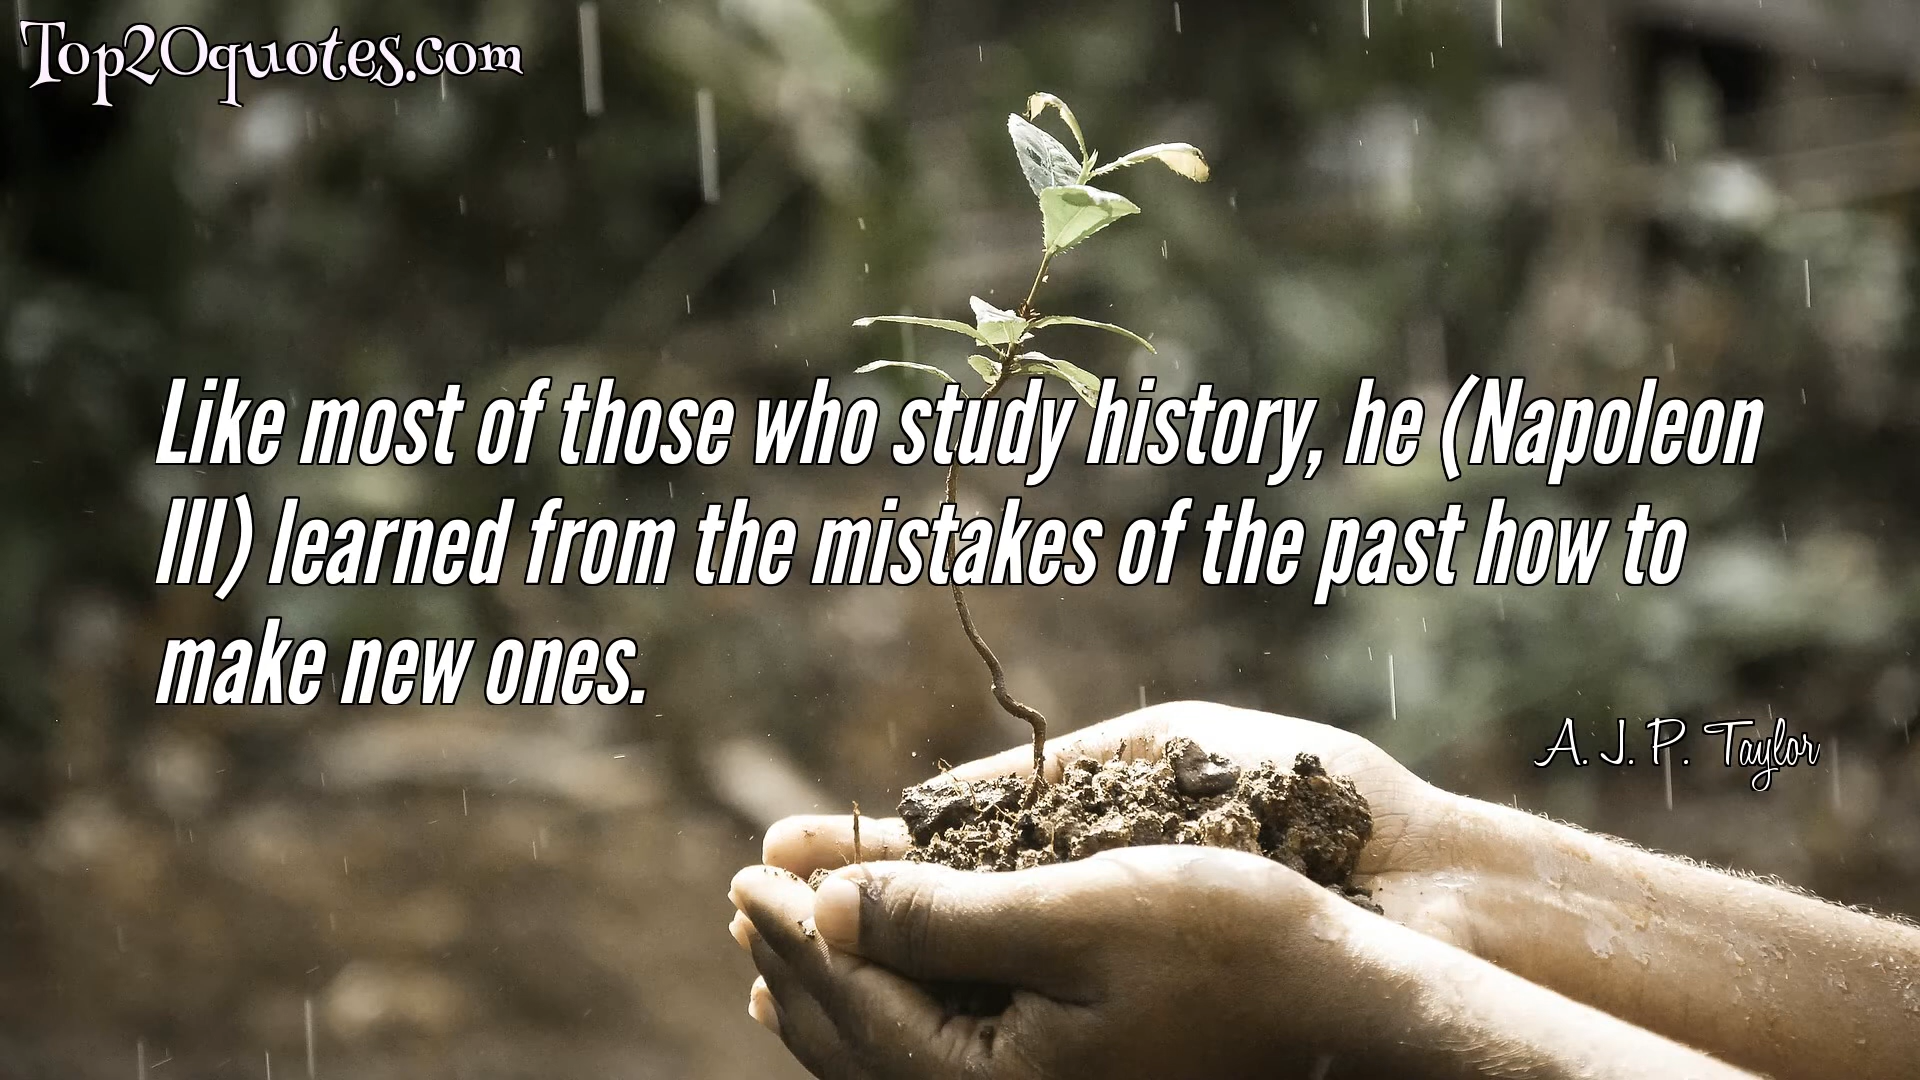 Top20quotes.com
Like most of those who study history, he (Napoleon
III) learned from the mistakes of the past how to
make new ones.
A. J. P. Taylor